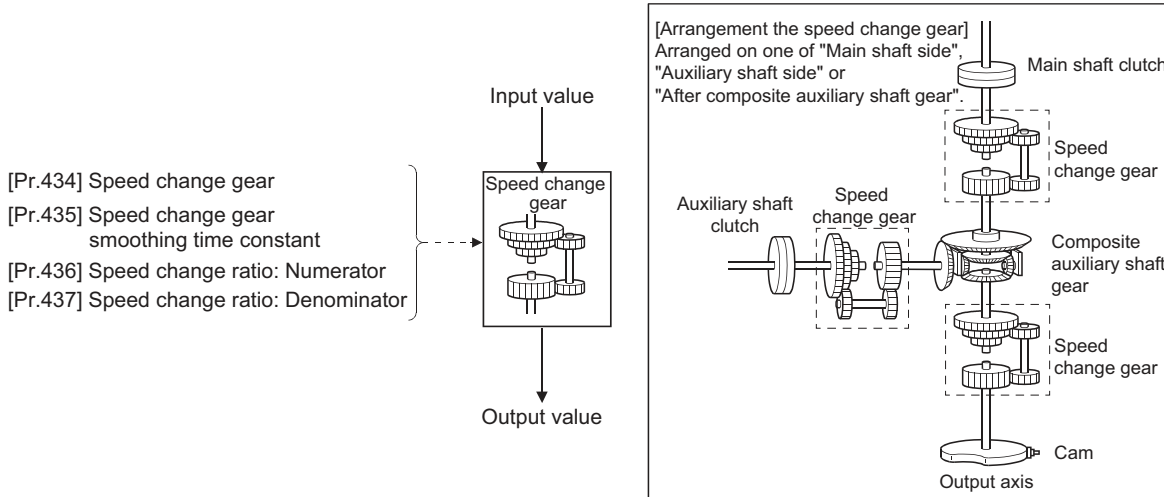 Input value
[Pr.434] Speed change gear
[Pr.435] Speed change gear
smoothing time constant
[Pr.436] Speed change ratio: Numerator
[Pr.437] Speed change ratio: Denominator
Speed change
gear
Output value
[Arrangement the speed change gear]
Arranged on one of "Main shaft side",
"Auxiliary shaft side" or
"After composite auxiliary shaft gear".
Main shaft clutch
Speed
change gear
Auxiliary shaft
clutch
Speed
change gear
Composite
auxiliary shaft
gear
Speed
change gear
Cam
Output axis